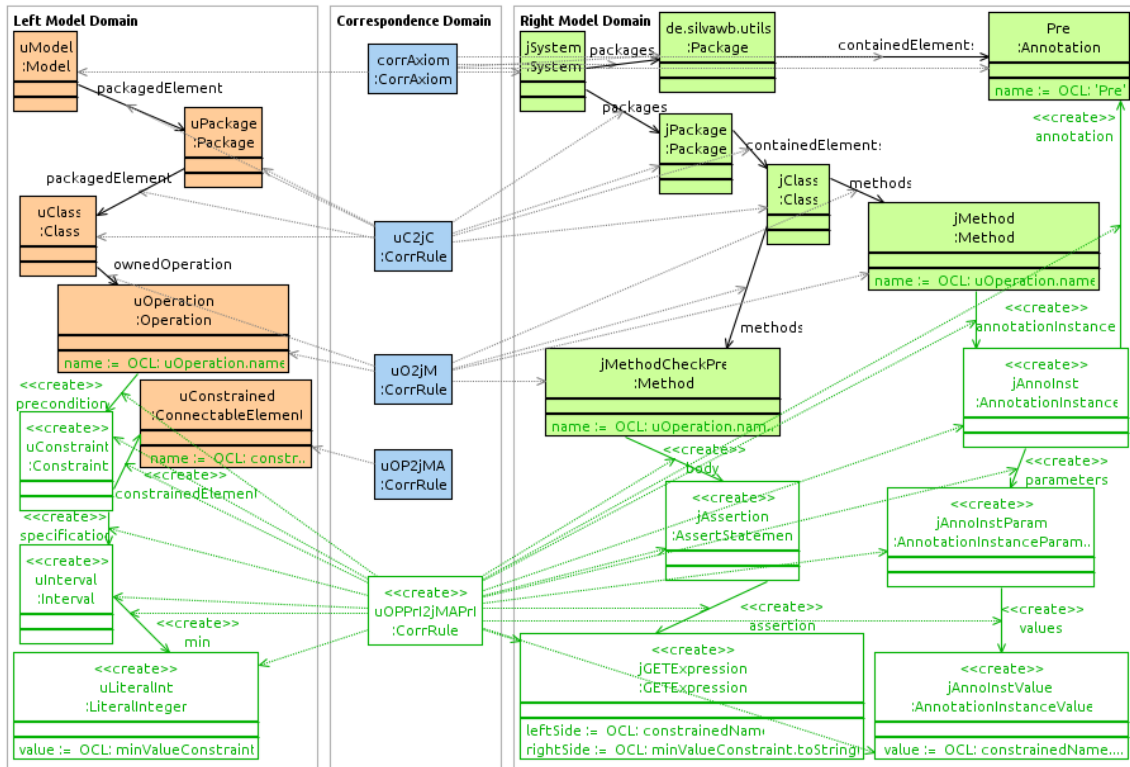 Left Model Domain
uModel
:Model
packagedElement
uPackage
:Package
packagedElement
uClass
:Class
ownedOperation
uOperation
:Operation
name := OCL: uOperation.name
<<create>>
precondition
<<create>>
uConstraint
:Constraint
uConstrained
:ConnectableElement
name := OCL: constr..
<<create>>
constrainedElement
<<create>>
specification
<<create>>
uInterval
:Interval
<<create>>
min
<<create>>
uLiteralInt
:LiteralInteger
value := OCL: minValueConstraint
Correspondence Domain
corrAxiom
:CorrAxiom
uC2jC
:CorrRule
uO2jM
:CorrRule
uOP2jMA
:CorrRule
<<create>>
uOPPrI2jMAPrI
:CorrRule
Right Model Domain
jSystem
:System
packages
de.silvawb.utils
:Package
containedElements
Pre
:Annotation
name := OCL: 'Pre'
packages
jPackage
:Package
containedElements
jClass
:Class
methods
<<create>>
annotation
jMethod
:Method
name := OCL: uOperation.name
<<create>>
annotationInstance
methods
jMethodCheckPre
:Method
name := OCL: uOperation.nam..
<<create>>
jAnnoInst
:AnnotationInstance
<<create>>
body
<<create>>
parameters
<<create>>
jAssertion
:AssertStatemen
<<create>>
jAnnoInstParam
:AnnotationInstanceParam..
<<create>>
assertion
<<create>>
values
<<create>>
jGETExpression
:GETExpression
leftSide := OCL: constrainedName
rightSide := OCL: minValueConstraint.toString
<<create>>
jAnnoInstValue
:AnnotationInstanceValue
value := OCL: constrainedName....